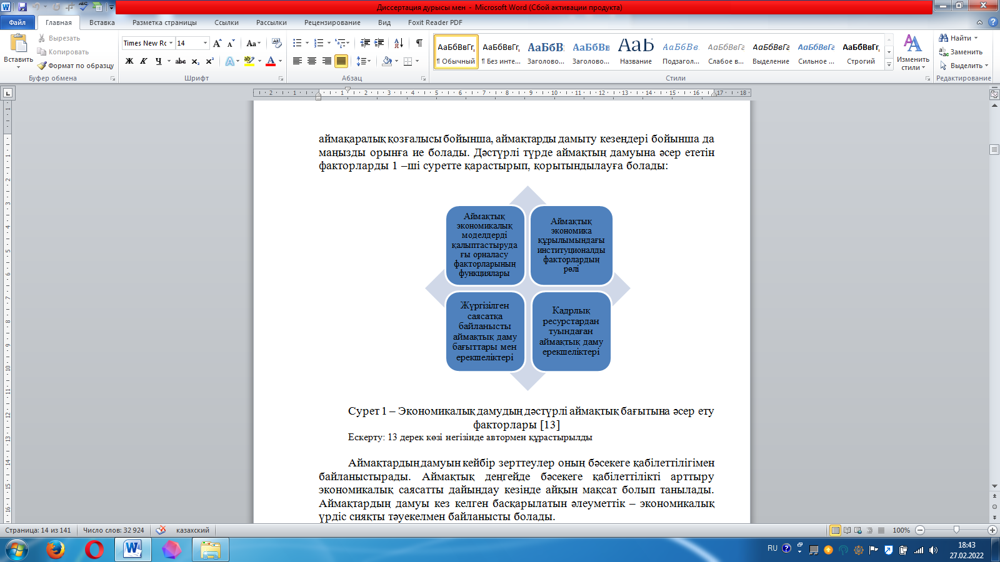 Диссертация дурысы мен - Microsoft Word (Сбой активации продукта)
Файл Главная Вставка Разметка страницы Ссылки Рассылки Рецензирование Вид Foxit Reader PDF
Вставить
Вырезать
Копировать
Формат по образцу
Буфер обмена
Times New Rc 14
Шрифт
Абзац
АаБбВвГг, АаБбВвГг, АаБбВ АаБбВв АаБ АаБбВв. АаБбВвГг АаБбВвГг АаБбВвГг АаБбВвГг,
¶ Обычный ¶ Без инте... Заголово... Заголово... Название Подзагол... Слабое в... Выделение Сильное ... Строгий
Стили
Изменить
стили
Найти
Заменить
Выделить
Редактирование
аймақаралық қозғалысы бойынша, аймақтарды дамыту кезеңдері бойынша да
маңызды орынға ие болады. Дәстүрлі түрде аймақтың дамуына әсер ететін
факторларды 1 –ші суретте қарастырып, қорытындылауға болады:
Аймақтық
экономикалық
моделдерді
қалыптастыруда
ғы орналасу
факторларының
функциялары
Аймақтық
экономика
құрылымындағы
институционалды
факторлардың
рөлі
Жүргізілген
саясатқа
байланысты
аймақтық даму
бағыттары мен
ерекшеліктері
Кадрлық
ресурстардан
туындаған
аймақтық даму
ерекшеліктері
Сурет 1 – Экономикалық дамудың дәстүрлі аймақтық бағытына әсер ету
факторлары [13]
Ескерту: 13 дерек көзі негізінде автормен құрастырылды
Аймақтардың дамуын кейбір зерттеулер оның бәсекеге қабілеттілігімен
байланыстырады. Аймақтық деңгейде бәсекеге қабілеттілікті арттыру
экономикалық саясатты дайындау кезінде айқын мақсат болып танылады.
Аймақтардың дамуы кез келген басқарылатын әлеуметтік – экономикалық
үрдіс сияқты тәуекелмен байланысты болады.
Страница: 14 из 141 Число слов: 32 924 казахский 100%
RU 18:43
27.02.2022